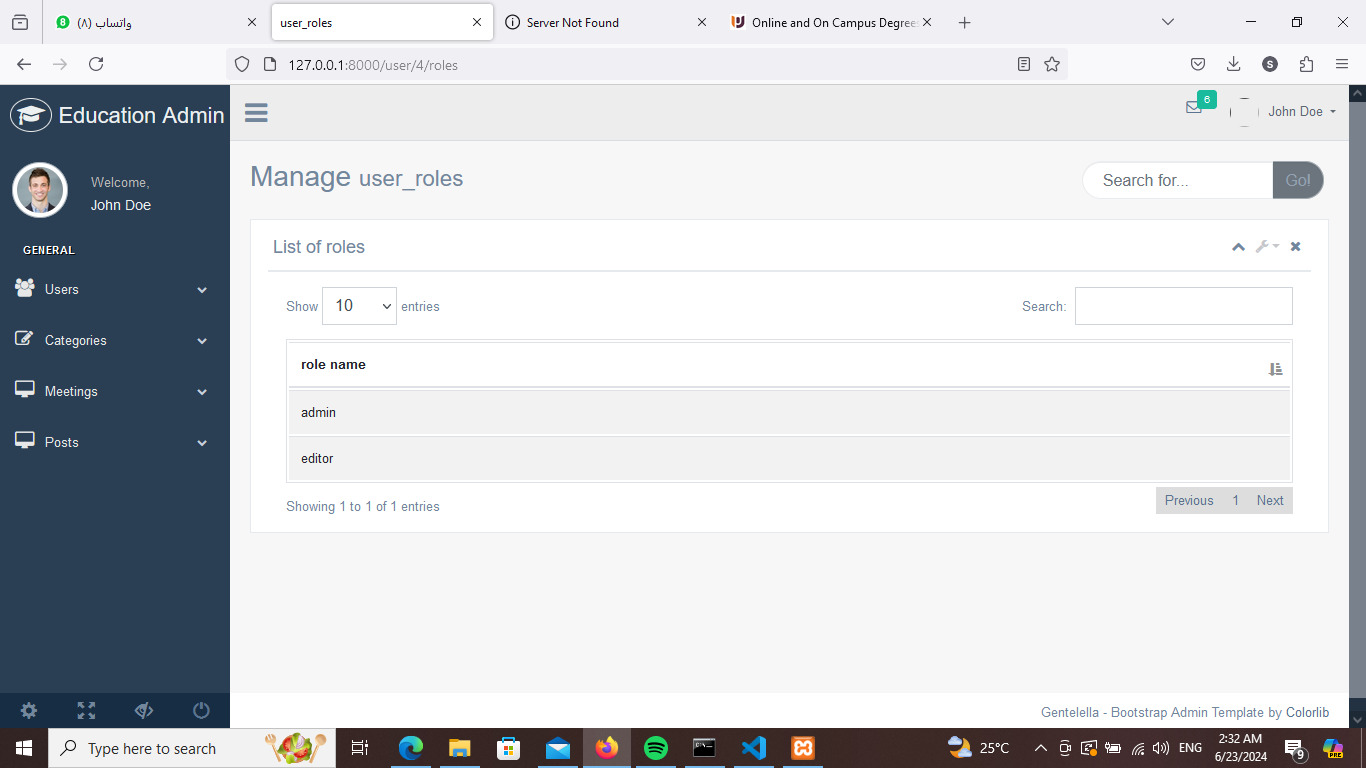 واتساب (٨)
user_roles
Server Not Found
Online and On Campus Degree
127.0.0.1:8000/user/4/roles
S
Education Admin
6
John Doe
Welcome,
John Doe
Manage user_roles
Search for...
Go!
GENERAL
Users
Categories
Meetings
Posts
List of roles
Show 10 entries
Search:
role name
admin
editor
Showing 1 to 1 of 1 entries
Previous 1 Next
Gentelella - Bootstrap Admin Template by Colorlib
Type here to search
25°C
ENG
2:32 AM
6/23/2024
9
PRE